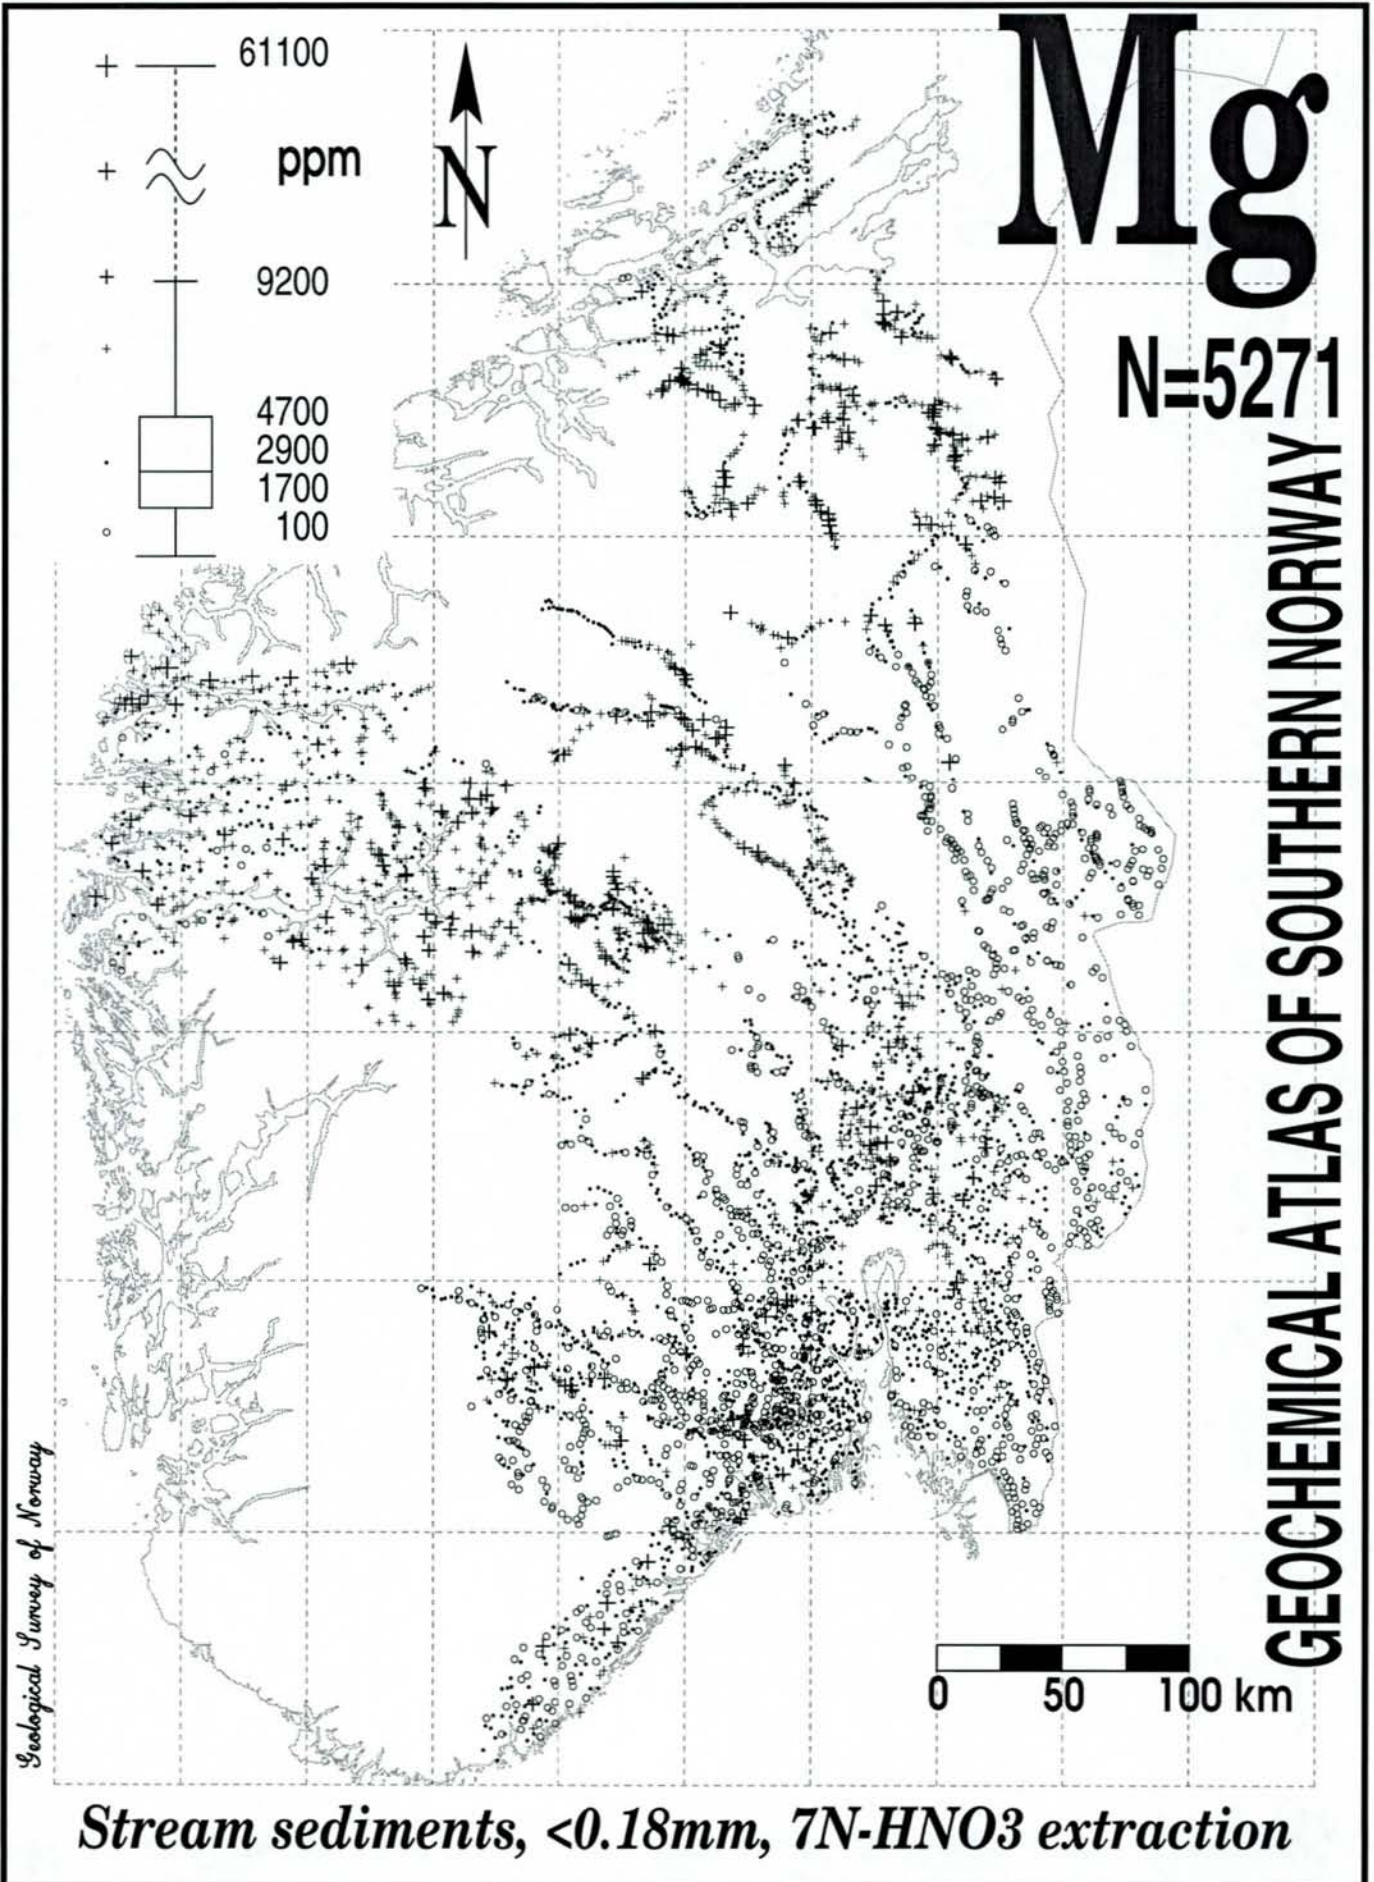 61100
ppm
9200
4700
2900
1700
100
N
Mg
N=5271
GEOCHEMICAL ATLAS OF SOUTHERN NORWAY
Geological Survey of Norway
0 50 100 km
Stream sediments, <0.18mm, 7N-HNO3 extraction